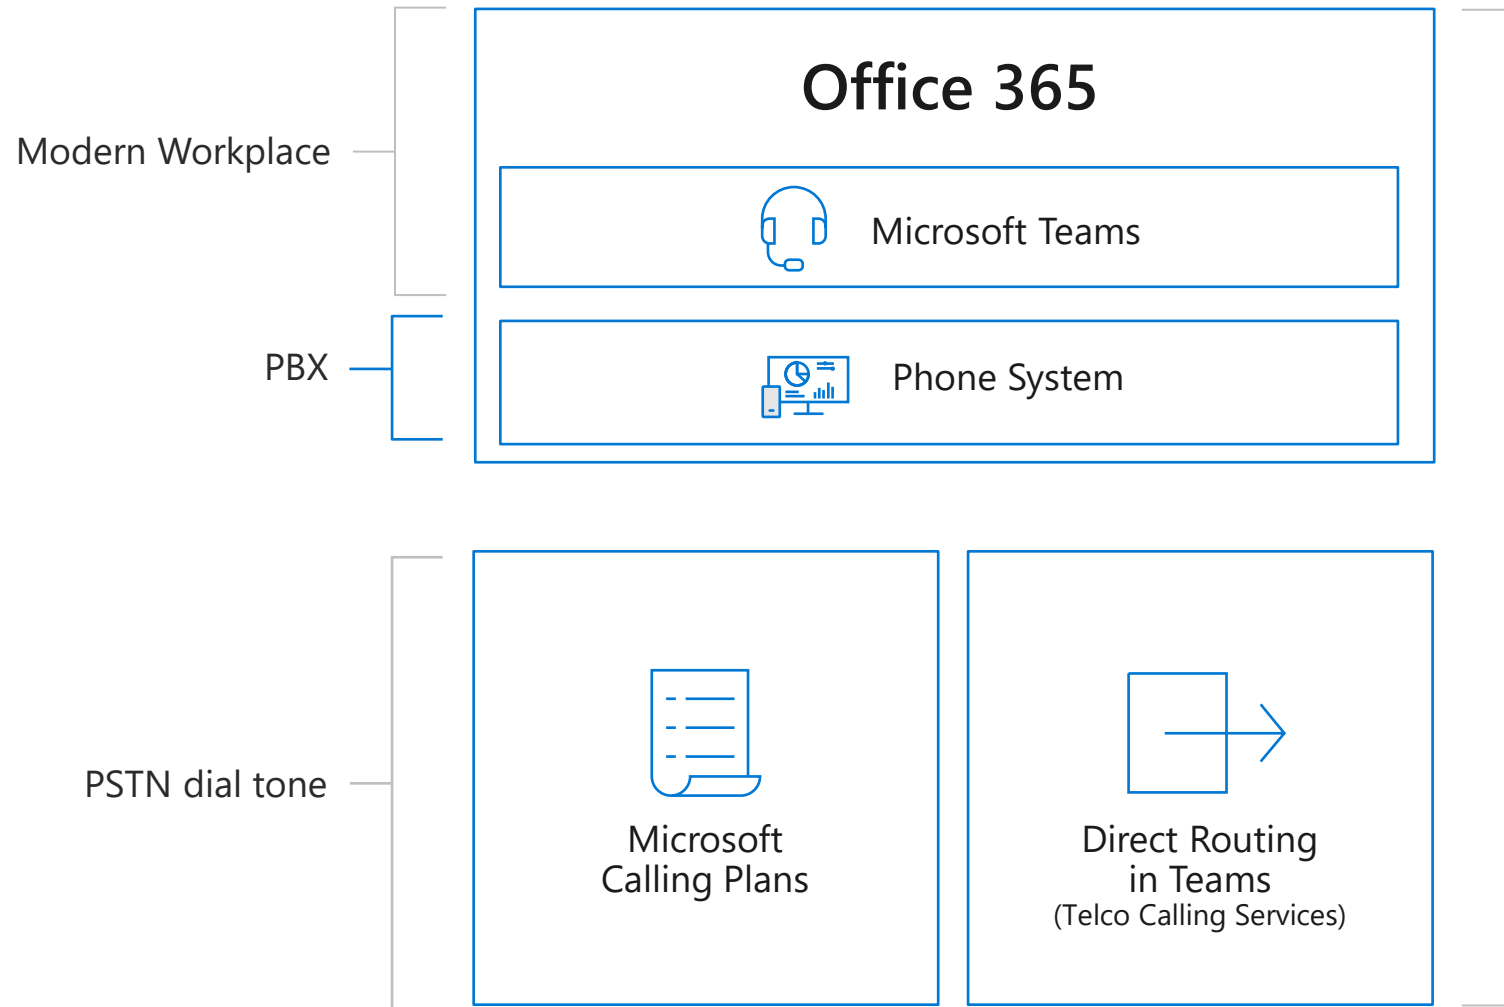 Office 365
Modern Workplace
Microsoft Teams
PBX
Phone System
PSTN dial tone
Microsoft
Calling Plans
Direct Routing
in Teams
(Telco Calling Services)